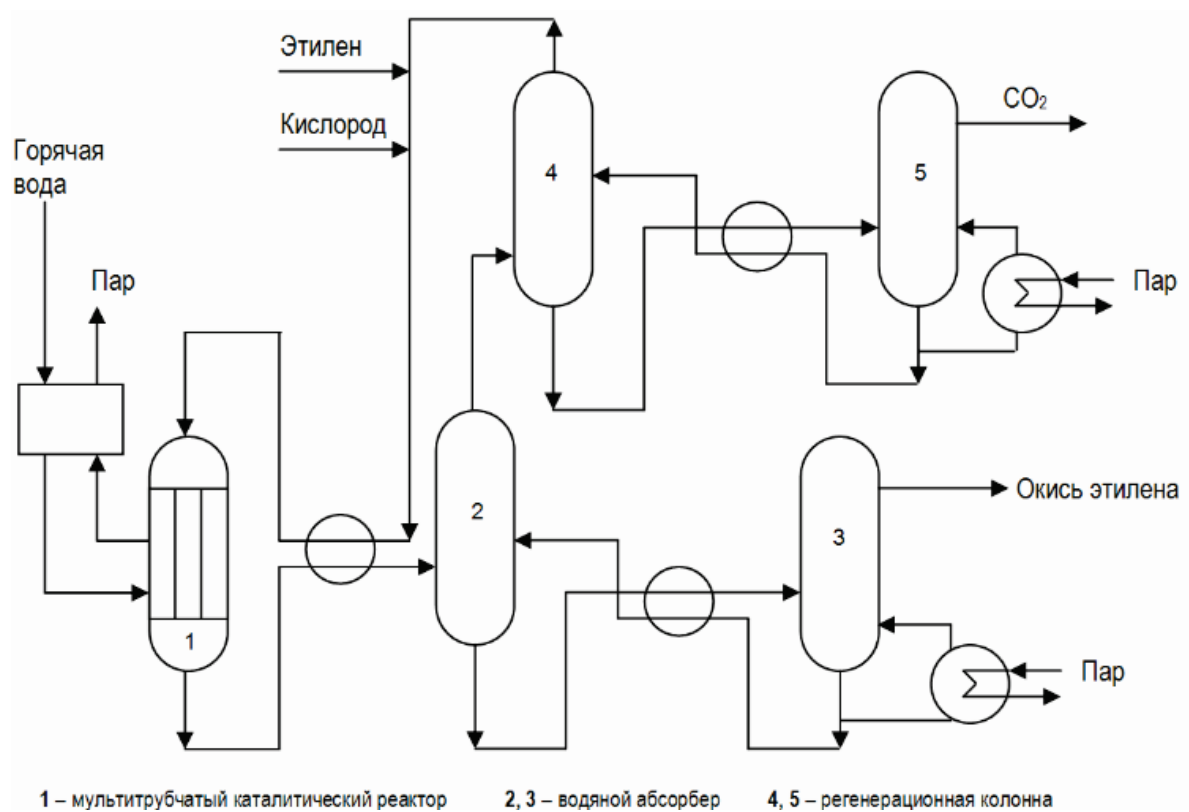 Этилен
Кислород
Горячая
вода
Пар
4
5
CO₂
Пар
1
2
3
Окись этилена
Пар
1 – мультитрубчатый каталитический реактор 2, 3 – водяной абсорбер 4, 5 – регенерационная колонна